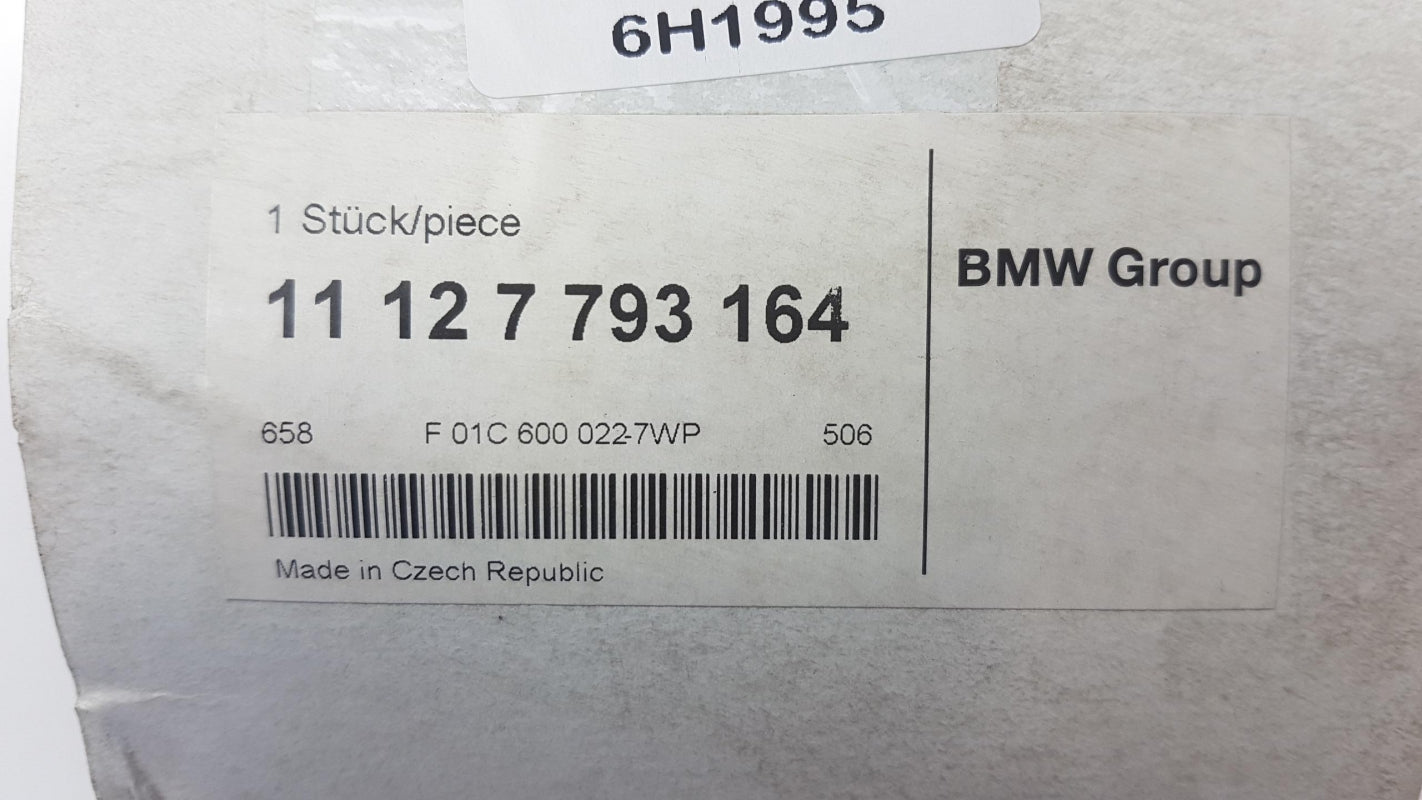 6H1995
1 Stück/piece
11 12 7 793 164
BMW Group
658 F 01C 600 022-7WP 506
Made in Czech Republic